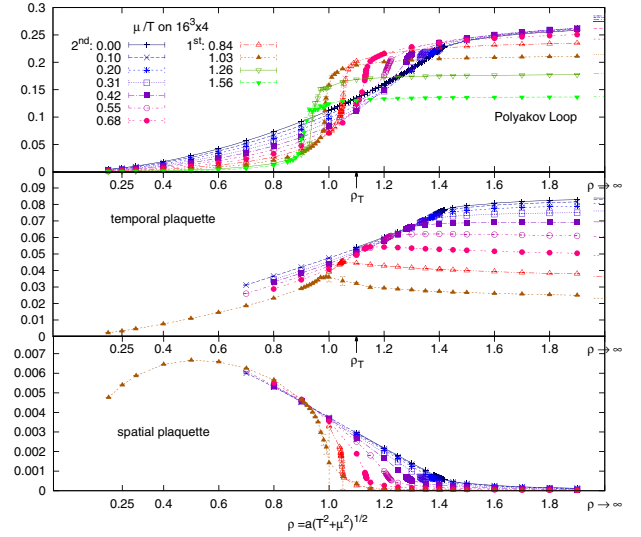 μ/T on 16³x4
2nd: 0.00 1st: 0.84
0.10 1.03
0.20 1.26
0.31 1.56
0.42
0.55
0.68
0.3
0.25
0.2
0.15
0.1
0.05
0
Polyakov Loop
0.2 0.25 0.4 0.6 0.8 1.0 1.2 1.4 1.6 1.8 ρ → ∞
ρT
0.09
0.08
0.07
0.06
0.05
0.04
0.03
0.02
0.01
0
temporal plaquette
0.25 0.4 0.6 0.8 1.0 1.2 1.4 1.6 1.8 ρ → ∞
ρT
0.007
0.006
0.005
0.004
0.003
0.002
0.001
0
spatial plaquette
0.2 0.4 0.6 0.8 1.0 1.2 1.4 1.6 1.8 ρ → ∞
ρ =a(T²+μ²)^1/2